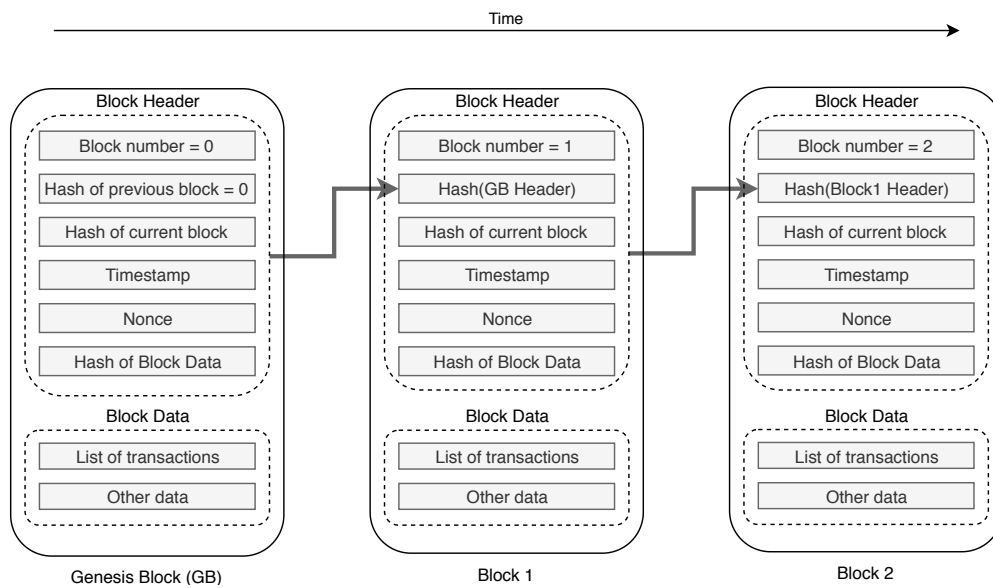 Time
Block Header
Block number = 0
Hash of previous block = 0
Hash of current block
Timestamp
Nonce
Hash of Block Data
Block Data
List of transactions
Other data
Genesis Block (GB)
Block Header
Block number = 1
Hash(GB Header)
Hash of current block
Timestamp
Nonce
Hash of Block Data
Block Data
List of transactions
Other data
Block 1
Block Header
Block number = 2
Hash(Block1 Header)
Hash of current block
Timestamp
Nonce
Hash of Block Data
Block Data
List of transactions
Other data
Block 2